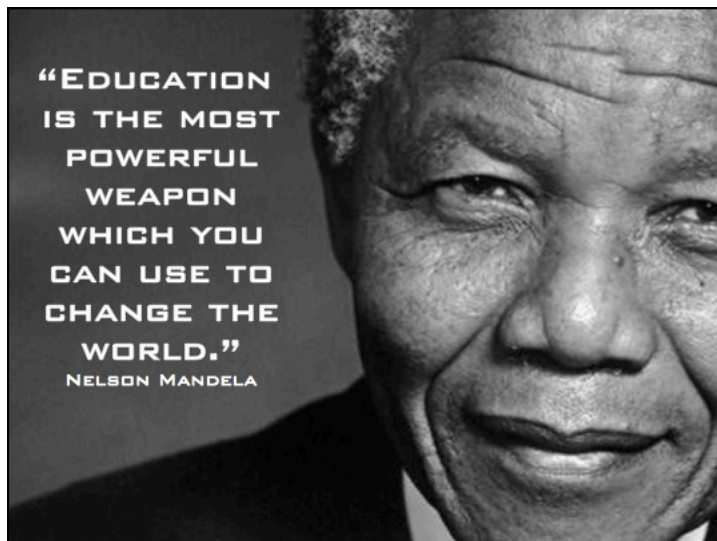 “Education
is the most
powerful
weapon
which you
can use to
change the
world.”
Nelson Mandela